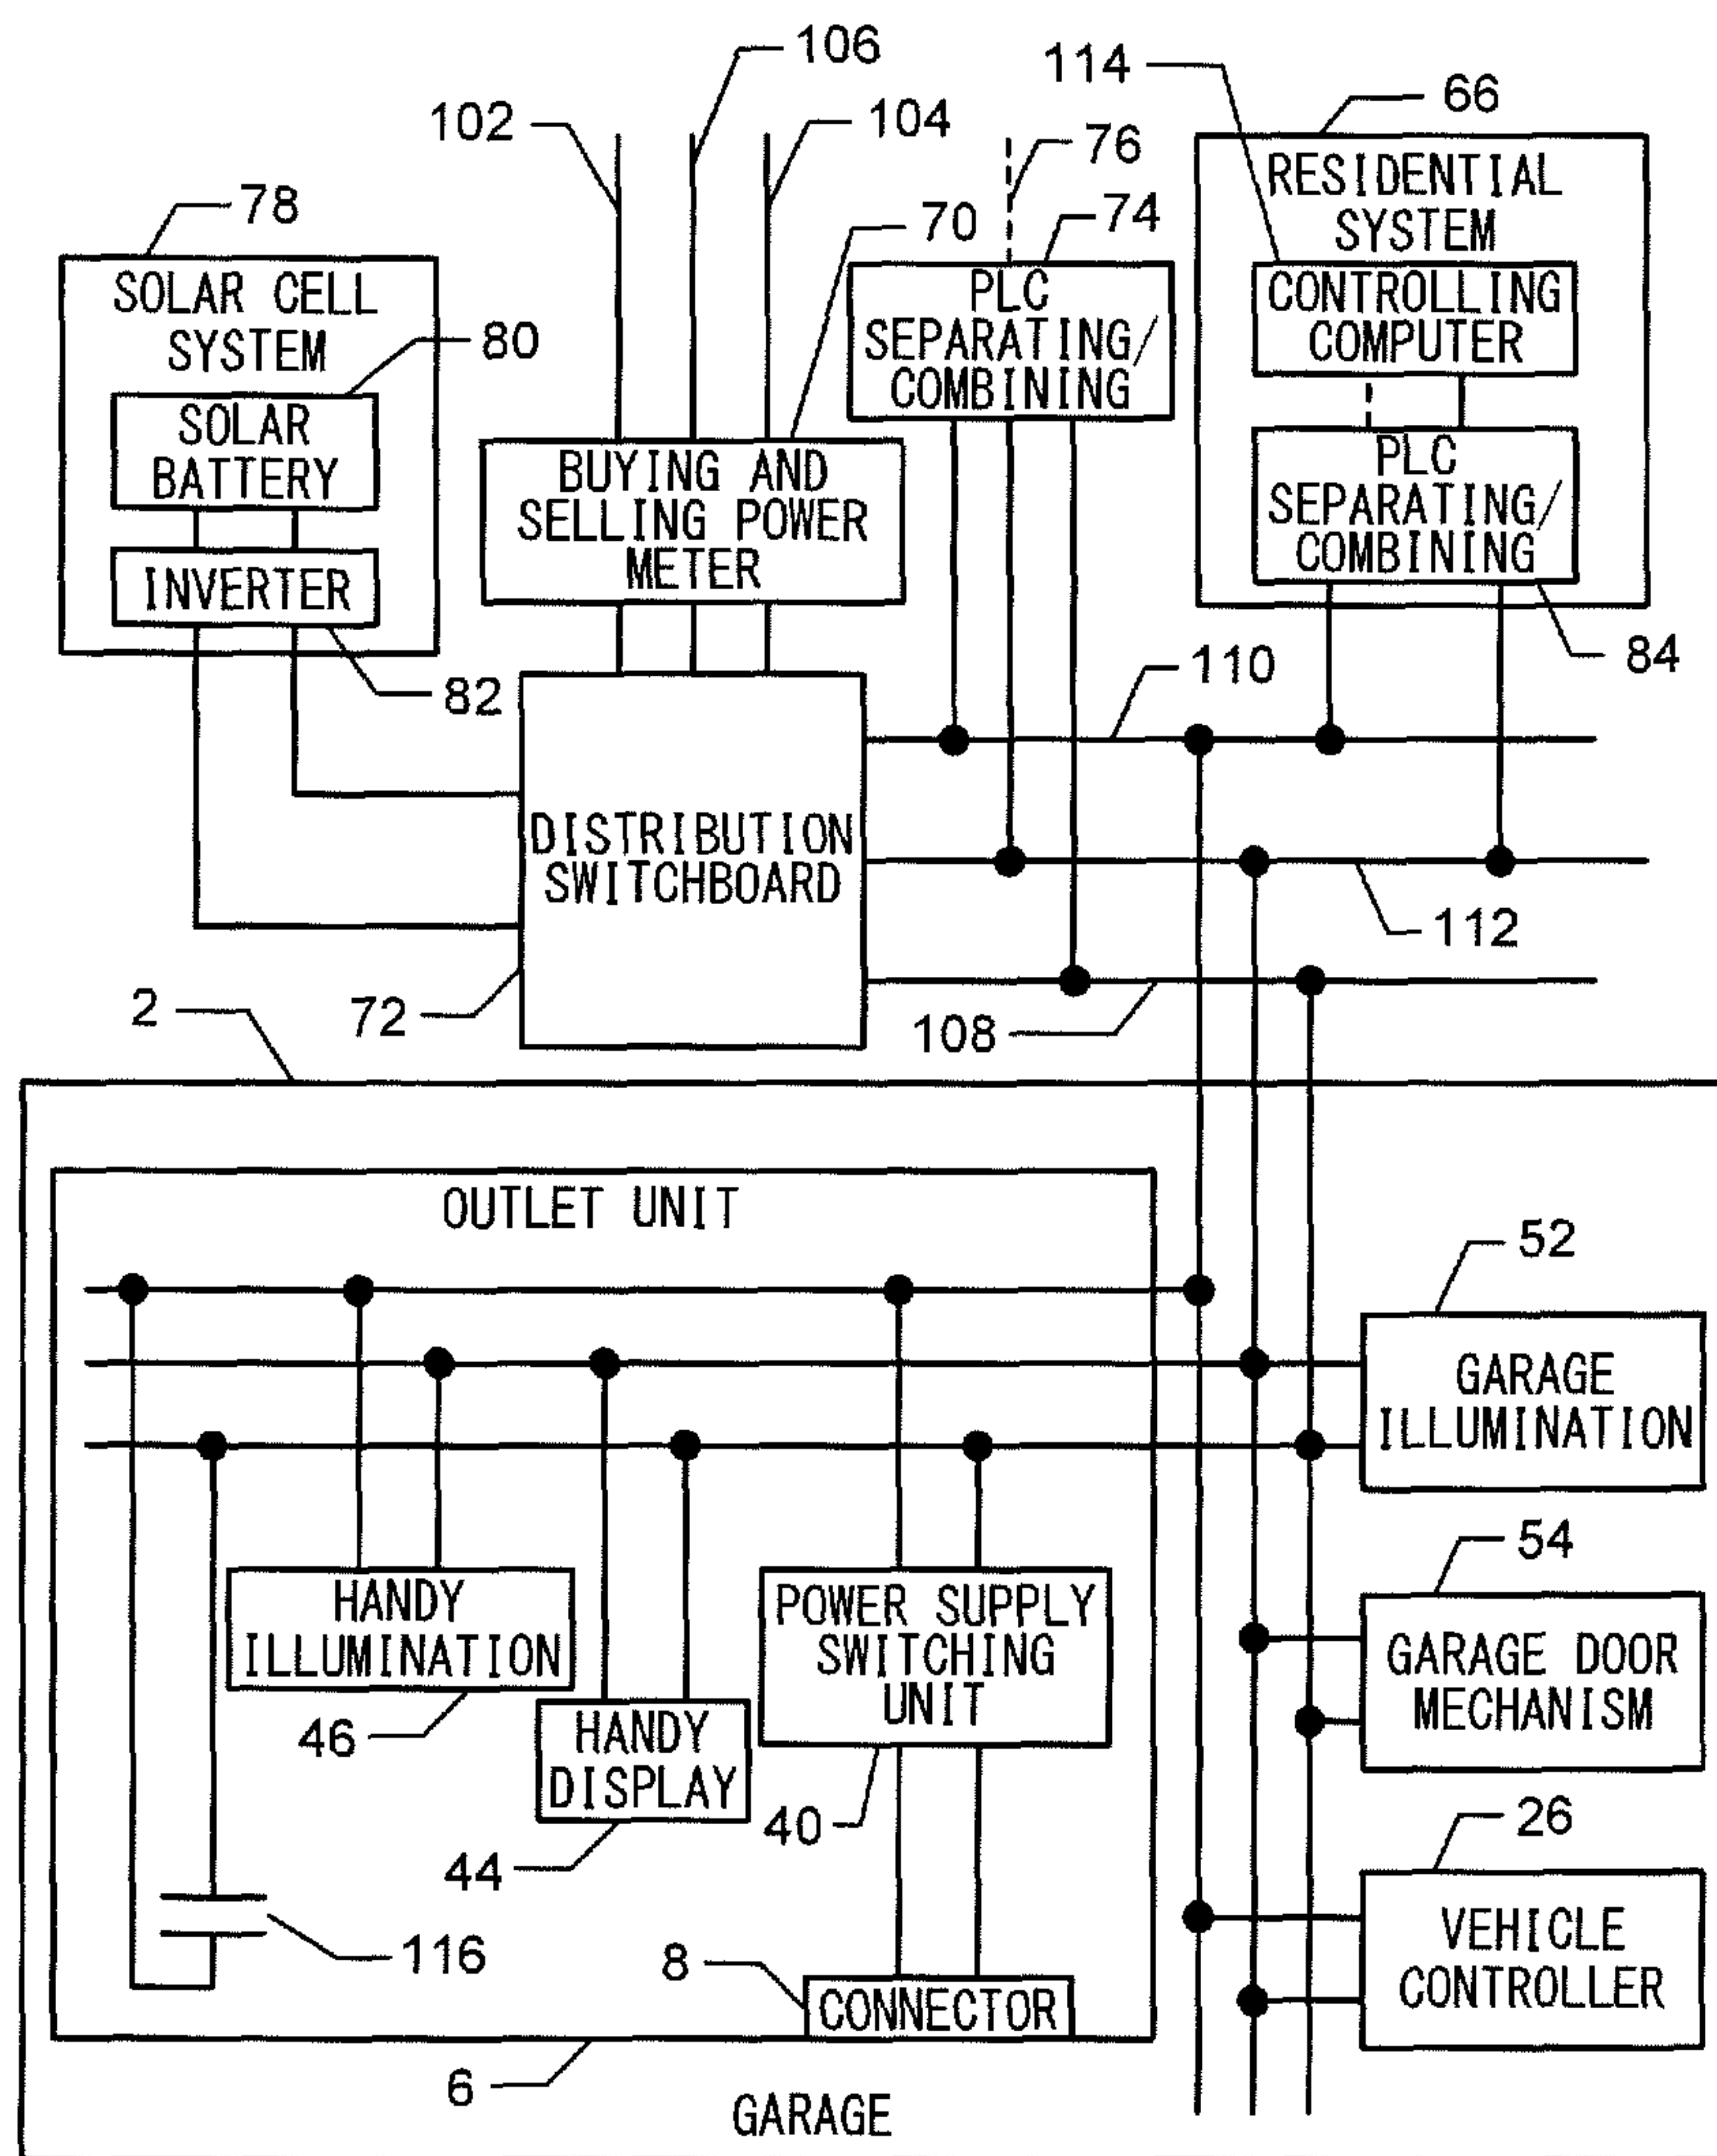 106
114
66
102
104
76
RESIDENTIAL
SYSTEM
78
70
74
SOLAR CELL
SYSTEM
80
PLC
SEPARATING/
COMBINING
CONTROLLING
COMPUTER
SOLAR
BATTERY
BUYING AND
SELLING POWER
METER
PLC
SEPARATING/
COMBINING
INVERTER
82
110
84
DISTRIBUTION
SWITCHBOARD
112
2
72
108
OUTLET UNIT
52
GARAGE
ILLUMINATION
54
HANDY
ILLUMINATION
POWER SUPPLY
SWITCHING
UNIT
GARAGE DOOR
MECHANISM
46
HANDY
DISPLAY
40
44
26
116
8
CONNECTOR
VEHICLE
CONTROLLER
6
GARAGE